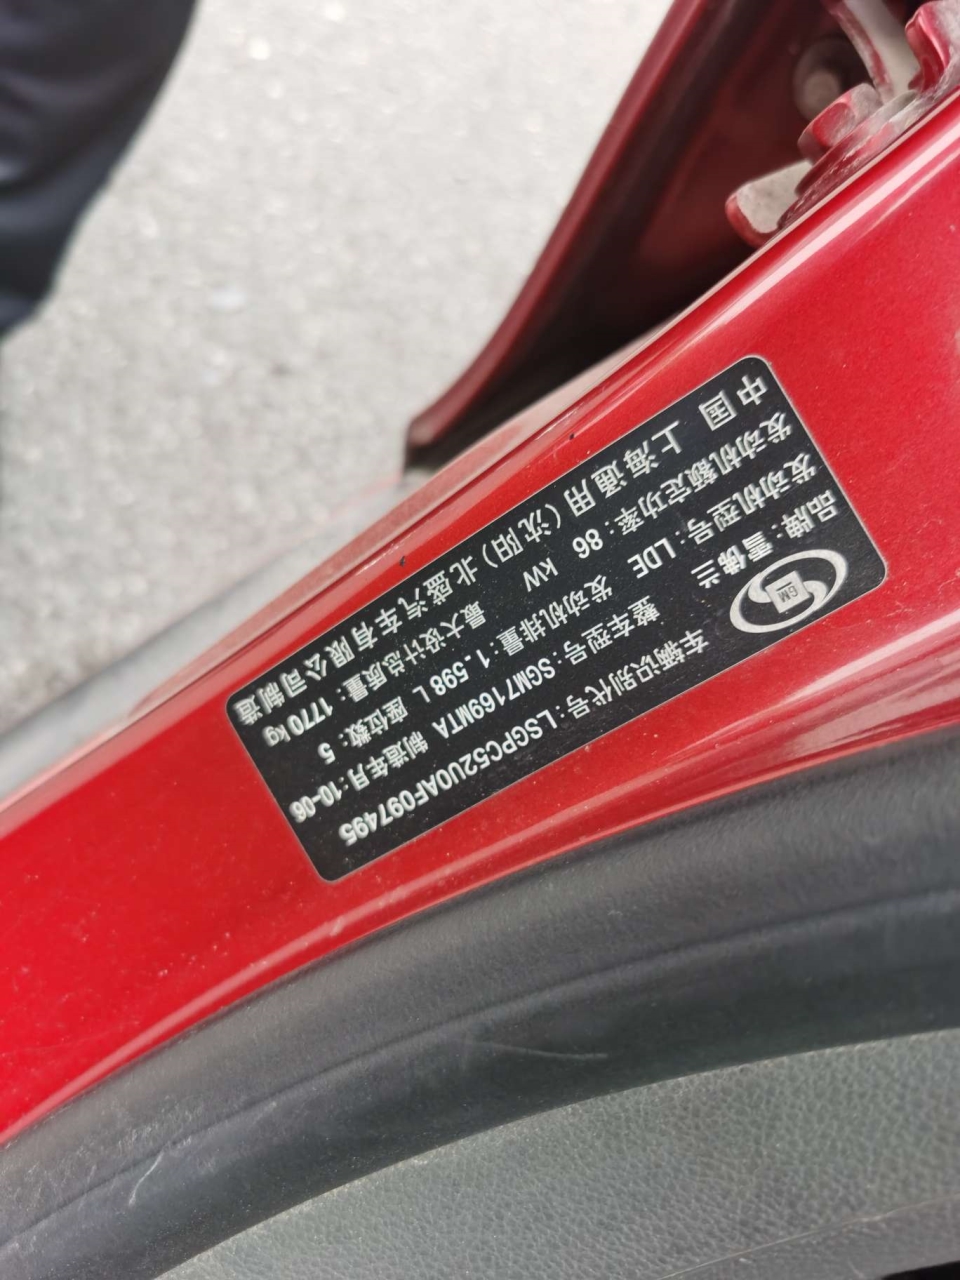 GM
车辆识别代号:LSGPC52U0AF097495
品牌:雪佛兰 整车型号:SGM7169MTA 制造年月:10-06
发动机型号:LDE 发动机排量:1.598 L 座位数:5
发动机额定功率:86 kW 最大设计总质量:1770kg
中国 上海通用(沈阳)北盛汽车有限公司制造